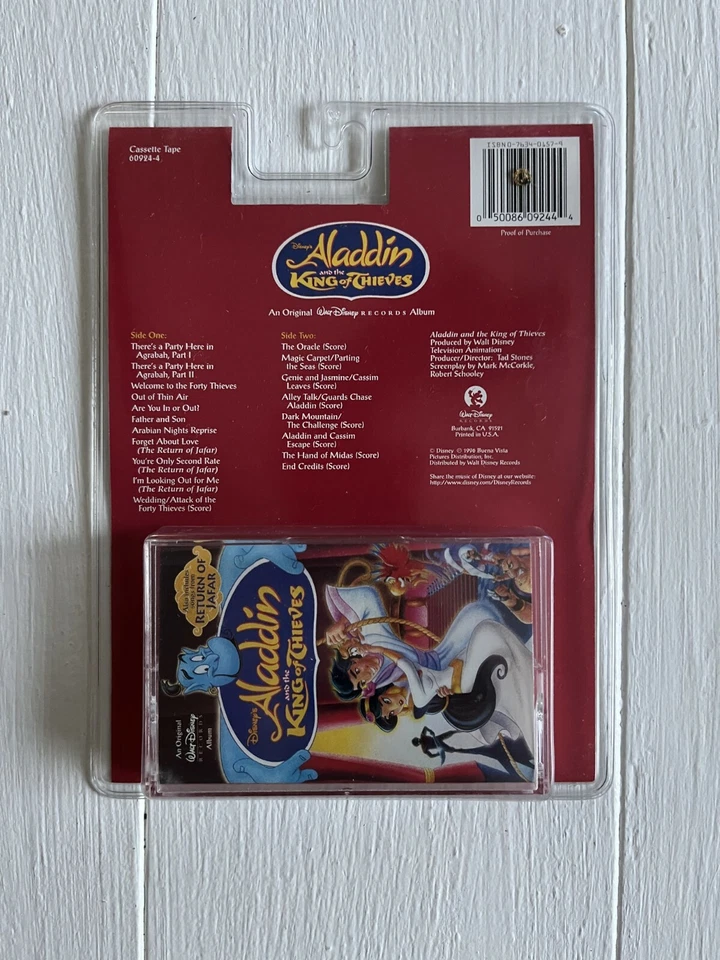 Cassette Tape
60924-4
ISBN 0-7634-0157-9
0 50086 09244 4
Proof of Purchase
Disney's
Aladdin
and the
KING OF THIEVES
An Original Walt Disney RECORDS Album
Side One:
There's a Party Here in
Agrabah, Part I
There's a Party Here in
Agrabah, Part II
Welcome to the Forty Thieves
Out of Thin Air
Are You In or Out?
Father and Son
Arabian Nights Reprise
Forget About Love
(The Return of Jafar)
You're Only Second Rate
(The Return of Jafar)
I'm Looking Out for Me
(The Return of Jafar)
Wedding/Attack of the
Forty Thieves (Score)
Side Two:
The Oracle (Score)
Magic Carpet/Parting
the Seas (Score)
Genie and Jasmine/Cassim
Leaves (Score)
Alley Talk/Guards Chase
Aladdin (Score)
Dark Mountain/
The Challenge (Score)
Aladdin and Cassim
Escape (Score)
The Hand of Midas (Score)
End Credits (Score)
Aladdin and the King of Thieves
Produced by Walt Disney
Television Animation
Producer/Director: Tad Stones
Screenplay by Mark McCorkle,
Robert Schooley
Walt Disney
RECORDS
Burbank, CA 91521
Printed in U.S.A.
© Disney Ⓟ 1996 Buena Vista
Pictures Distribution, Inc.
Distributed by Walt Disney Records
Share the music of Disney at our website:
http://www.disney.com/DisneyRecords
Also includes
songs from
RETURN OF
JAFAR
Disney's
Aladdin
and the
KING OF THIEVES
An Original
Walt Disney
RECORDS
Album